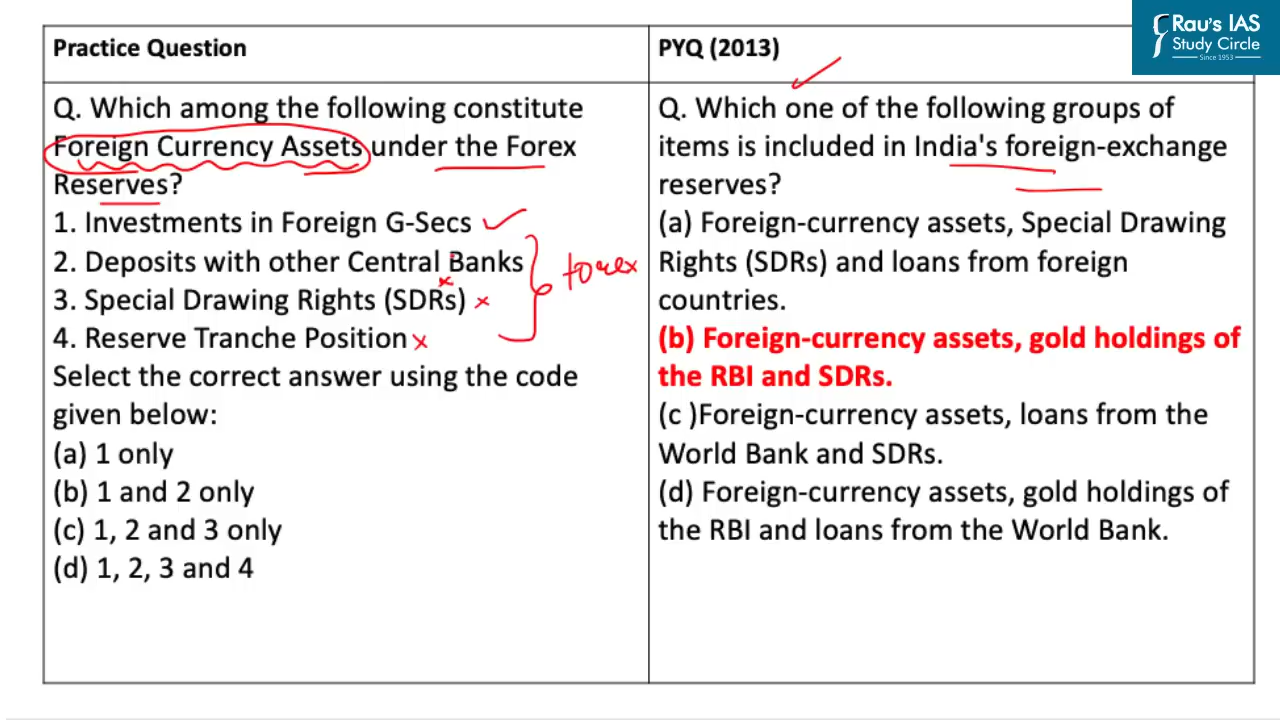 Rau's IAS
Study Circle
Since 1953
Practice Question
Q. Which among the following constitute
Foreign Currency Assets under the Forex
Reserves?
1. Investments in Foreign G-Secs
2. Deposits with other Central Banks
3. Special Drawing Rights (SDRs)
4. Reserve Tranche Position
forex
Select the correct answer using the code
given below:
(a) 1 only
(b) 1 and 2 only
(c) 1, 2 and 3 only
(d) 1, 2, 3 and 4
PYQ (2013)
Q. Which one of the following groups of
items is included in India's foreign-exchange
reserves?
(a) Foreign-currency assets, Special Drawing
Rights (SDRs) and loans from foreign
countries.
(b) Foreign-currency assets, gold holdings of
the RBI and SDRs.
(c )Foreign-currency assets, loans from the
World Bank and SDRs.
(d) Foreign-currency assets, gold holdings of
the RBI and loans from the World Bank.